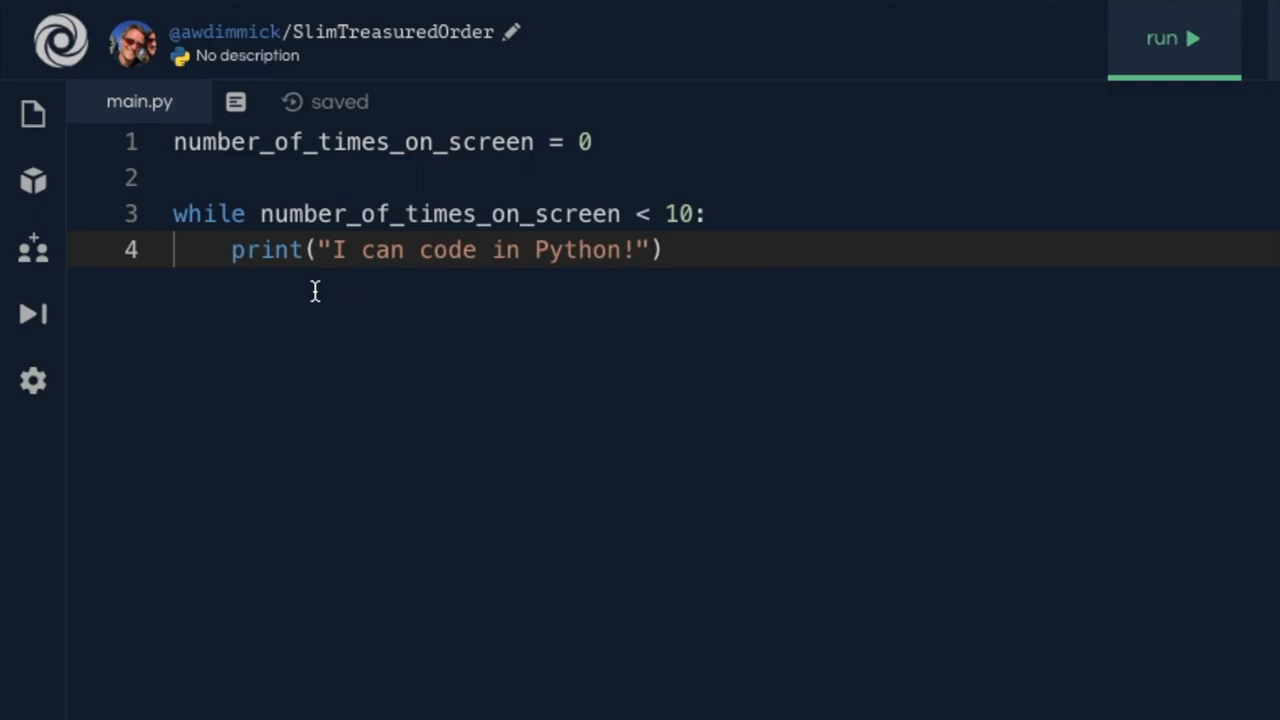 @awdimmick/SlimTreasuredOrder
No description
run
main.py
saved
1 number_of_times_on_screen = 0
2
3 while number_of_times_on_screen < 10:
4     print("I can code in Python!")